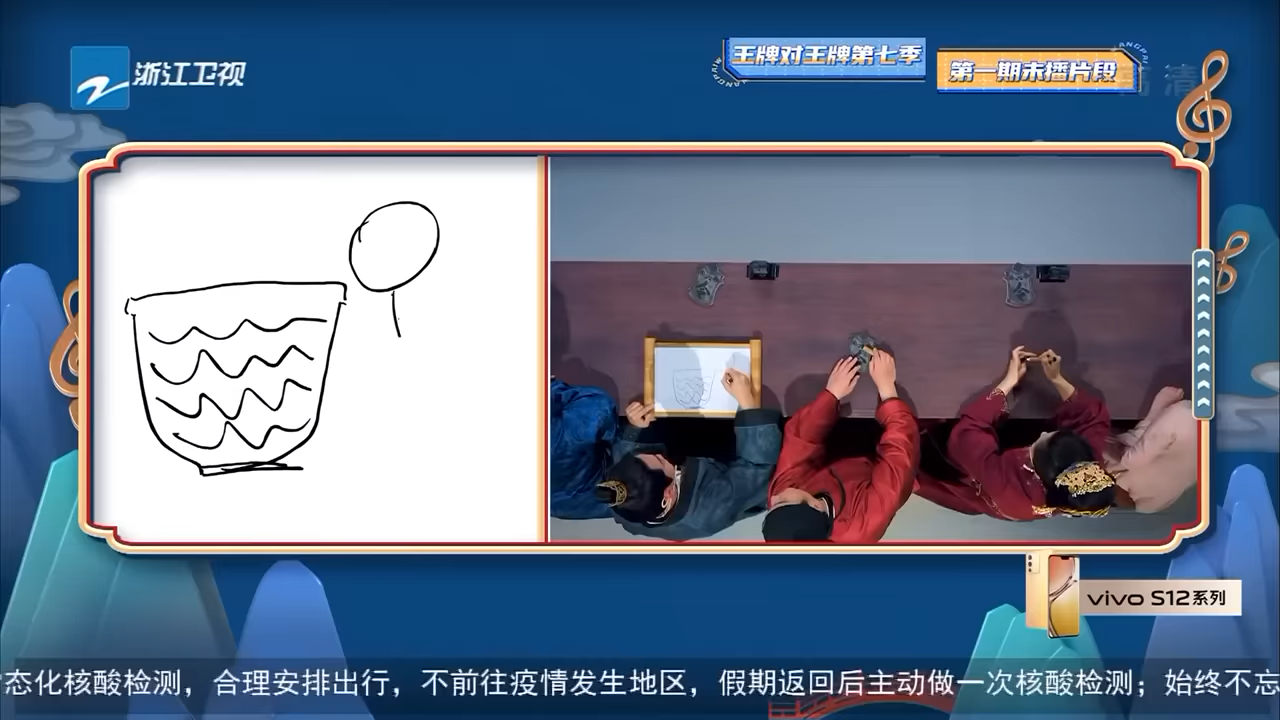 浙江卫视
王牌对王牌第七季
第一期未播片段
高清
vivo S12系列
态化核酸检测，合理安排出行，不前往疫情发生地区，假期返回后主动做一次核酸检测；始终不忘